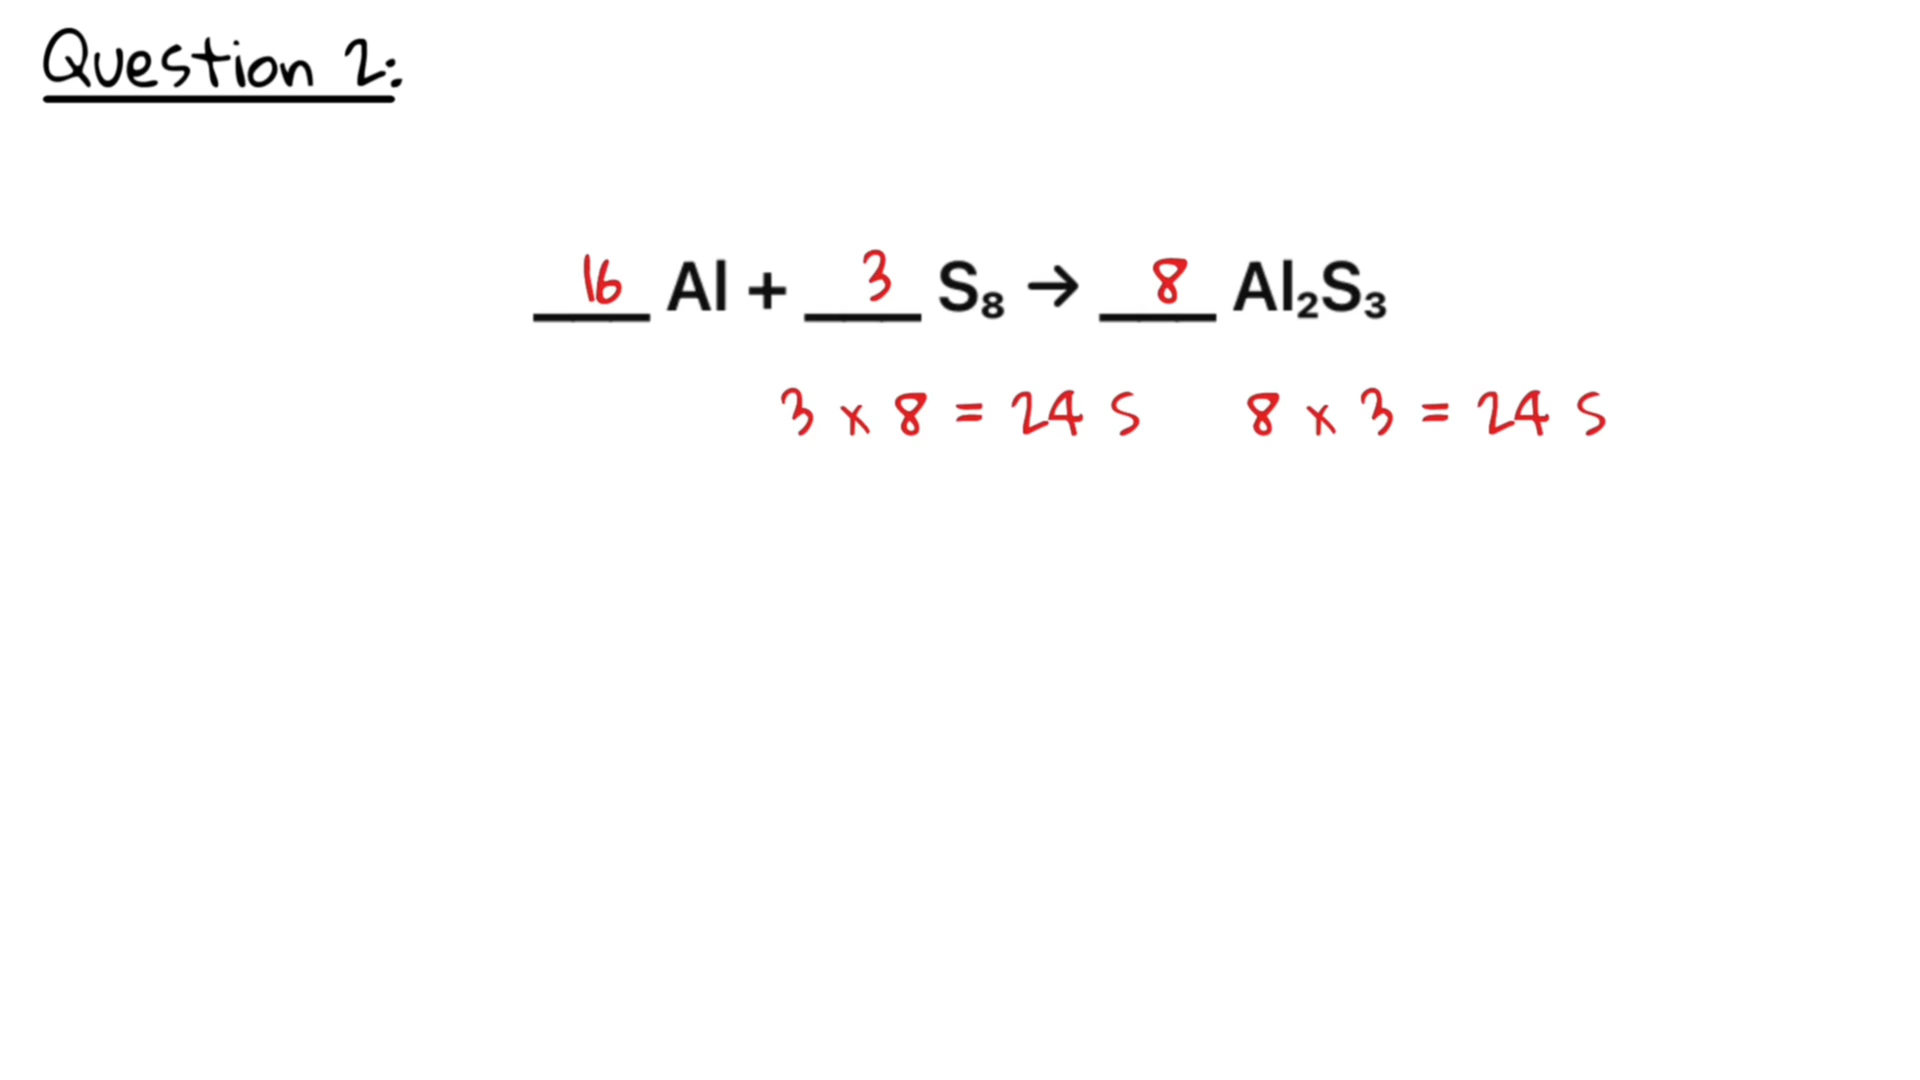 Question 2:
16 Al + 3 S₈ → 8 Al₂S₃
3 x 8 = 24 S 8 x 3 = 24 S